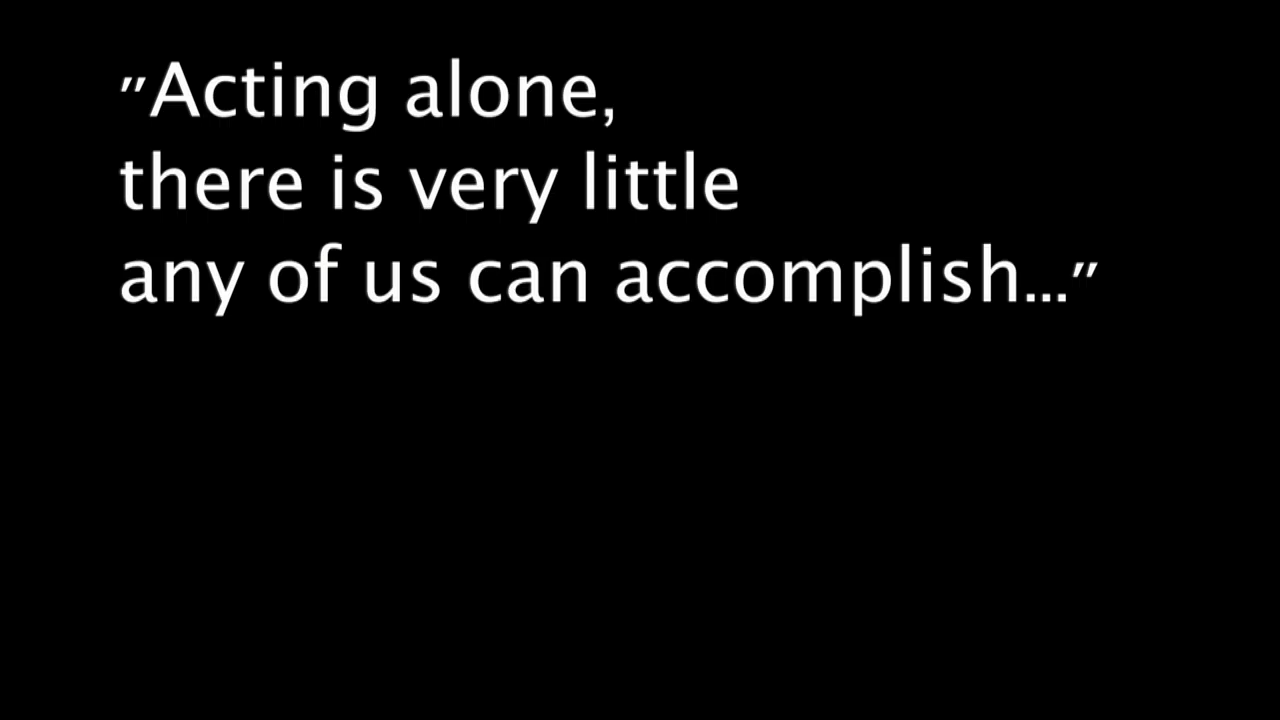 "Acting alone,
there is very little
any of us can accomplish..."